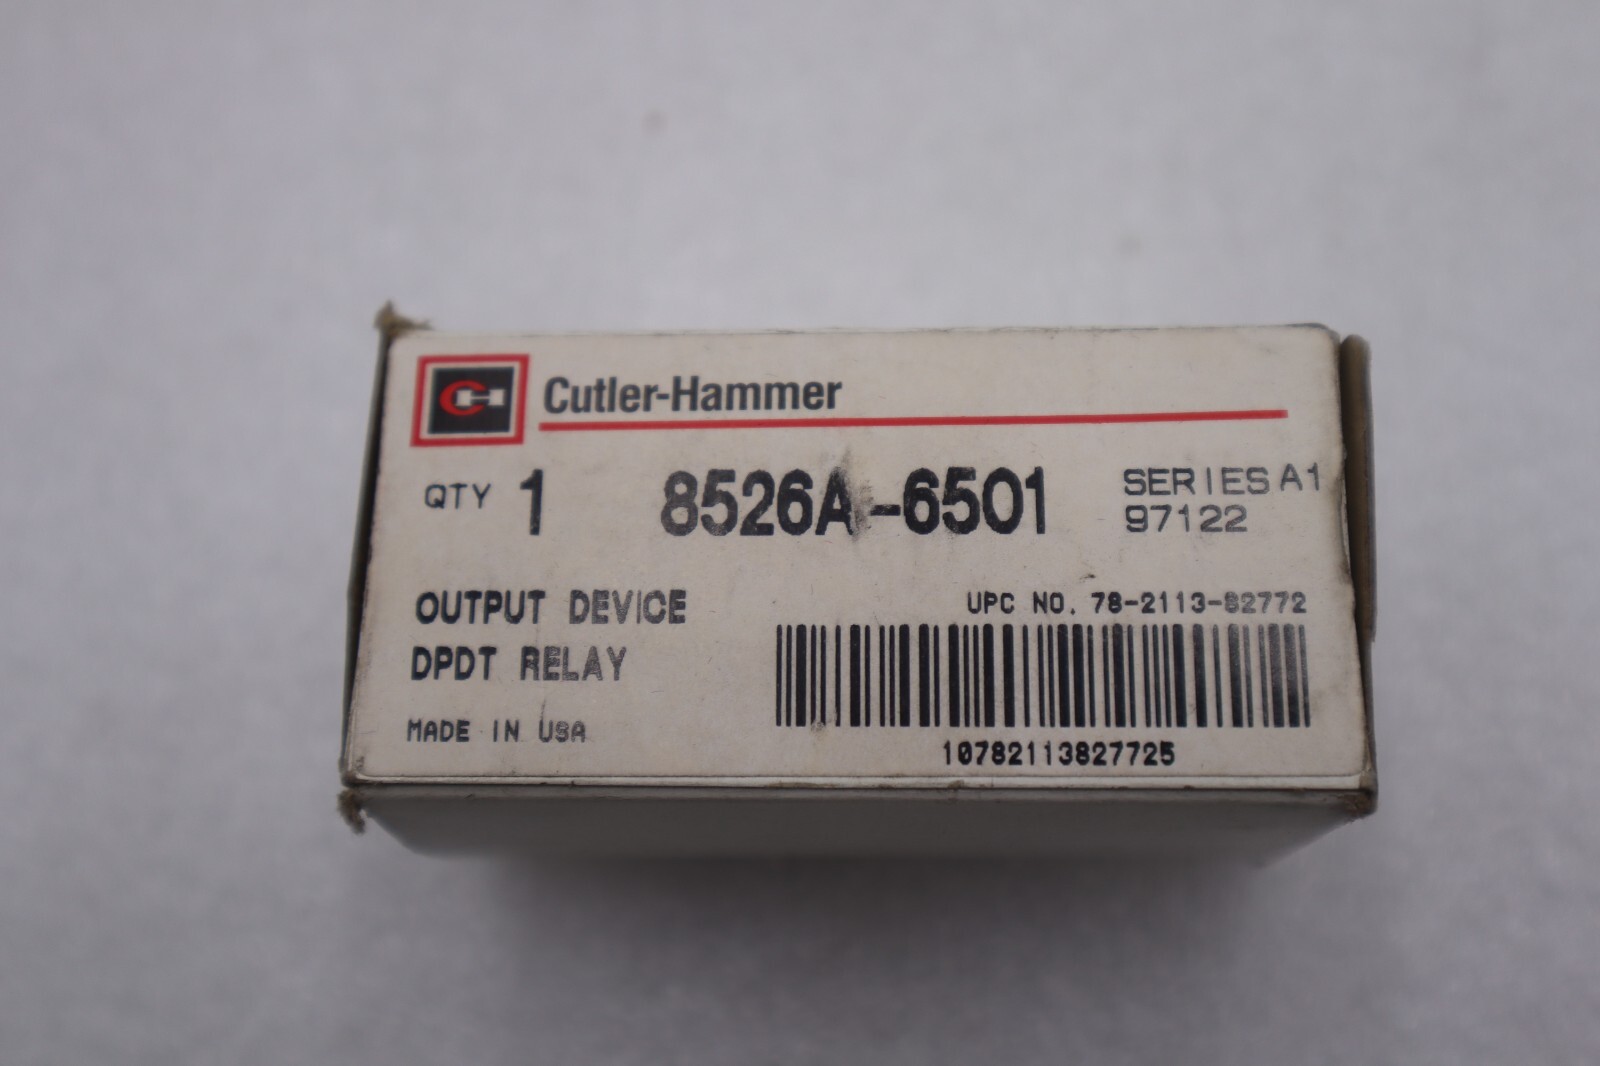 CH Cutler-Hammer
QTY 1 8526A-6501 SERIES A1
97122
OUTPUT DEVICE
DPDT RELAY
MADE IN USA
UPC NO. 78-2113-82772
10782113827725